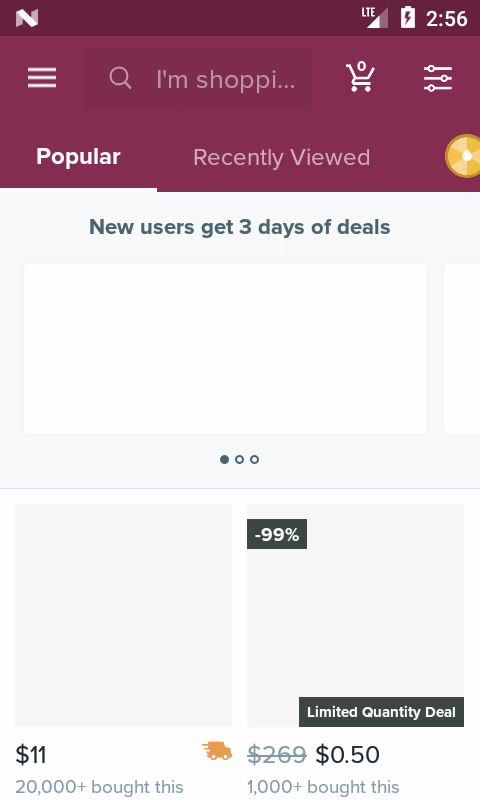 LTE 2:56
I'm shoppi... 0
Popular Recently Viewed
New users get 3 days of deals
-99%
Limited Quantity Deal
$11 $269 $0.50
20,000+ bought this 1,000+ bought this